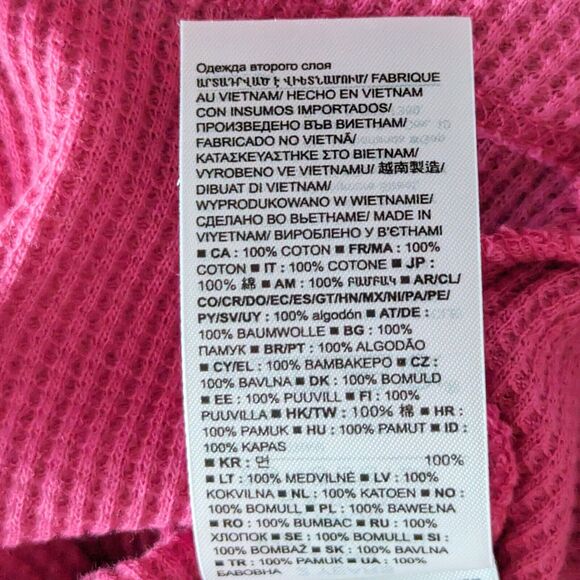 Одежда второго слоя
ԱՐՏԱԴՐՎԱԾ Է ՎԻԵՏՆԱՄՈՒՄ/ FABRIQUE
AU VIETNAM/ HECHO EN VIETNAM
CON INSUMOS IMPORTADOS/
ПРОИЗВЕДЕНО ВЪВ ВИЕТНАМ/
FABRICADO NO VIETNÃ/
ΚΑΤΑΣΚΕΥΑΣΤΗΚΕ ΣΤΟ ΒΙΕΤΝΑΜ/
VYROBENO VE VIETNAMU/ 越南製造/
DIBUAT DI VIETNAM/
WYPRODUKOWANO W WIETNAMIE/
СДЕЛАНО ВО ВЬЕТНАМЕ/ MADE IN
VIYETNAM/ ВИРОБЛЕНО У В'ЄТНАМІ
■ CA : 100% COTON ■ FR/MA : 100%
COTON ■ IT : 100% COTONE ■ JP :
100% 綿 ■ AM : 100% ԲԱՄԲԱԿ ■ AR/CL/
CO/CR/DO/EC/ES/GT/HN/MX/NI/PA/PE/
PY/SV/UY : 100% algodón ■ AT/DE :
100% BAUMWOLLE ■ BG : 100%
ПАМУК ■ BR/PT : 100% ALGODÃO
■ CY/EL : 100% ΒΑΜΒΑΚΕΡΟ ■ CZ :
100% BAVLNA ■ DK : 100% BOMULD
■ EE : 100% PUUVILL ■ FI : 100%
PUUVILLA ■ HK/TW : 100% 棉 ■ HR :
100% PAMUK ■ HU : 100% PAMUT ■ ID :
100% KAPAS
■ KR : 면 100%
■ LT : 100% MEDVILNĖ ■ LV : 100%
KOKVILNA ■ NL : 100% KATOEN ■ NO :
100% BOMULL ■ PL : 100% BAWEŁNA
■ RO : 100% BUMBAC ■ RU : 100%
ХЛОПОК ■ SE : 100% BOMULL ■ SI :
100% BOMBAŽ ■ SK : 100% BAVLNA
■ TR : 100% PAMUK ■ UA : 100%
БАВОВНА